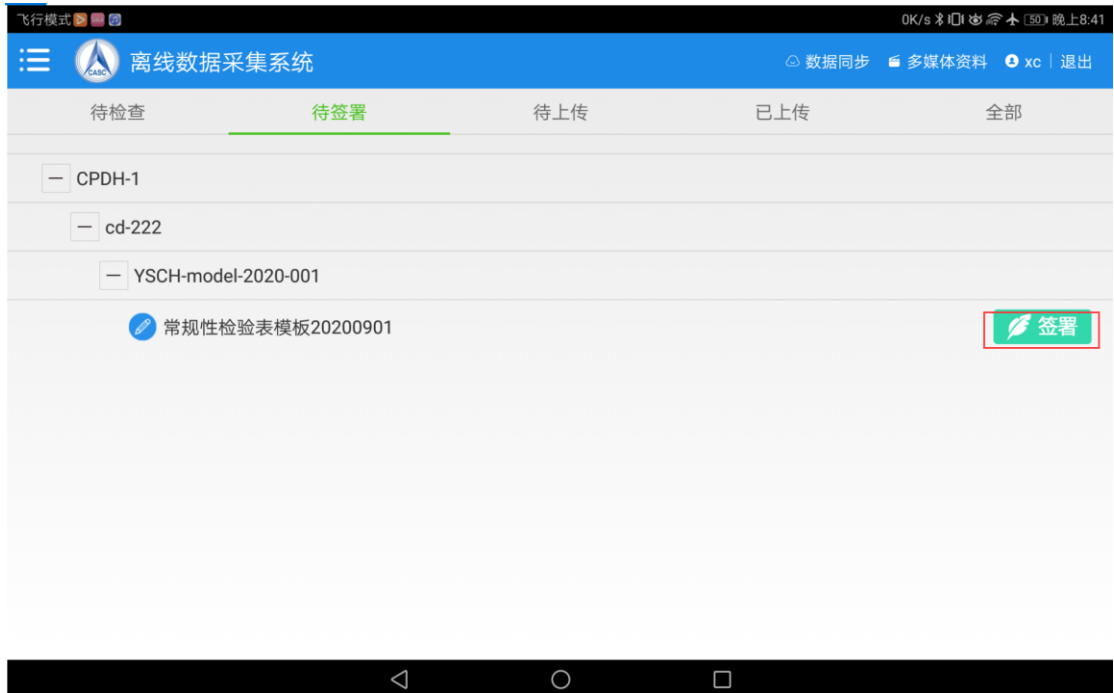 飞行模式 0K/s 50 晚上8:41
CASC 离线数据采集系统 数据同步 多媒体资料 xc 退出
待检查 待签署 待上传 已上传 全部
CPDH-1
cd-222
YSCH-model-2020-001
常规性检验表模板20200901 签署